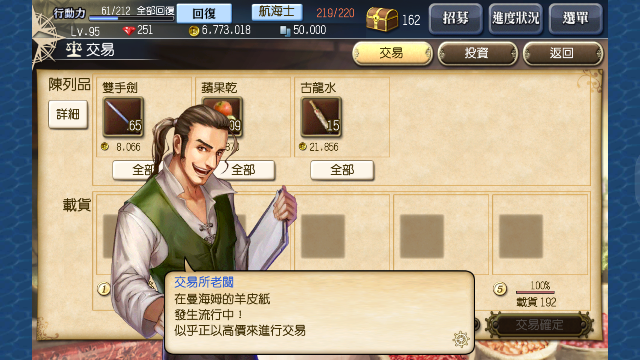 行動力 61/212 全部回復 回復 航海士 219/220 162 招募 進度狀況 選單
Lv.95 251 6,773,018 50,000
交易 交易 投資 返回
陳列品 雙手劍 蘋果乾 古龍水
詳細
65 09 15
8,066 21,856
全部 全部 全部
載貨
交易所老闆
在曼海姆的羊皮紙
發生流行中！
似乎正以高價來進行交易
1 5 100%
載貨 192
交易確定